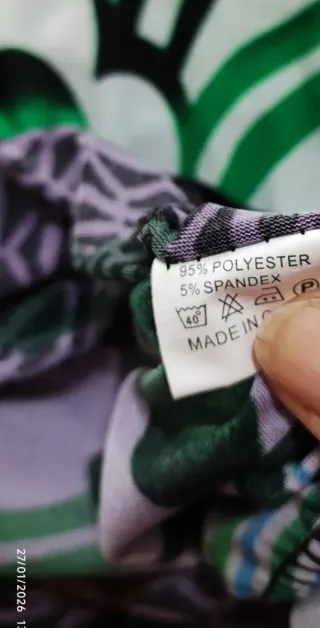 95% POLYESTER
5% SPANDEX
40° P
MADE IN
27/01/2026